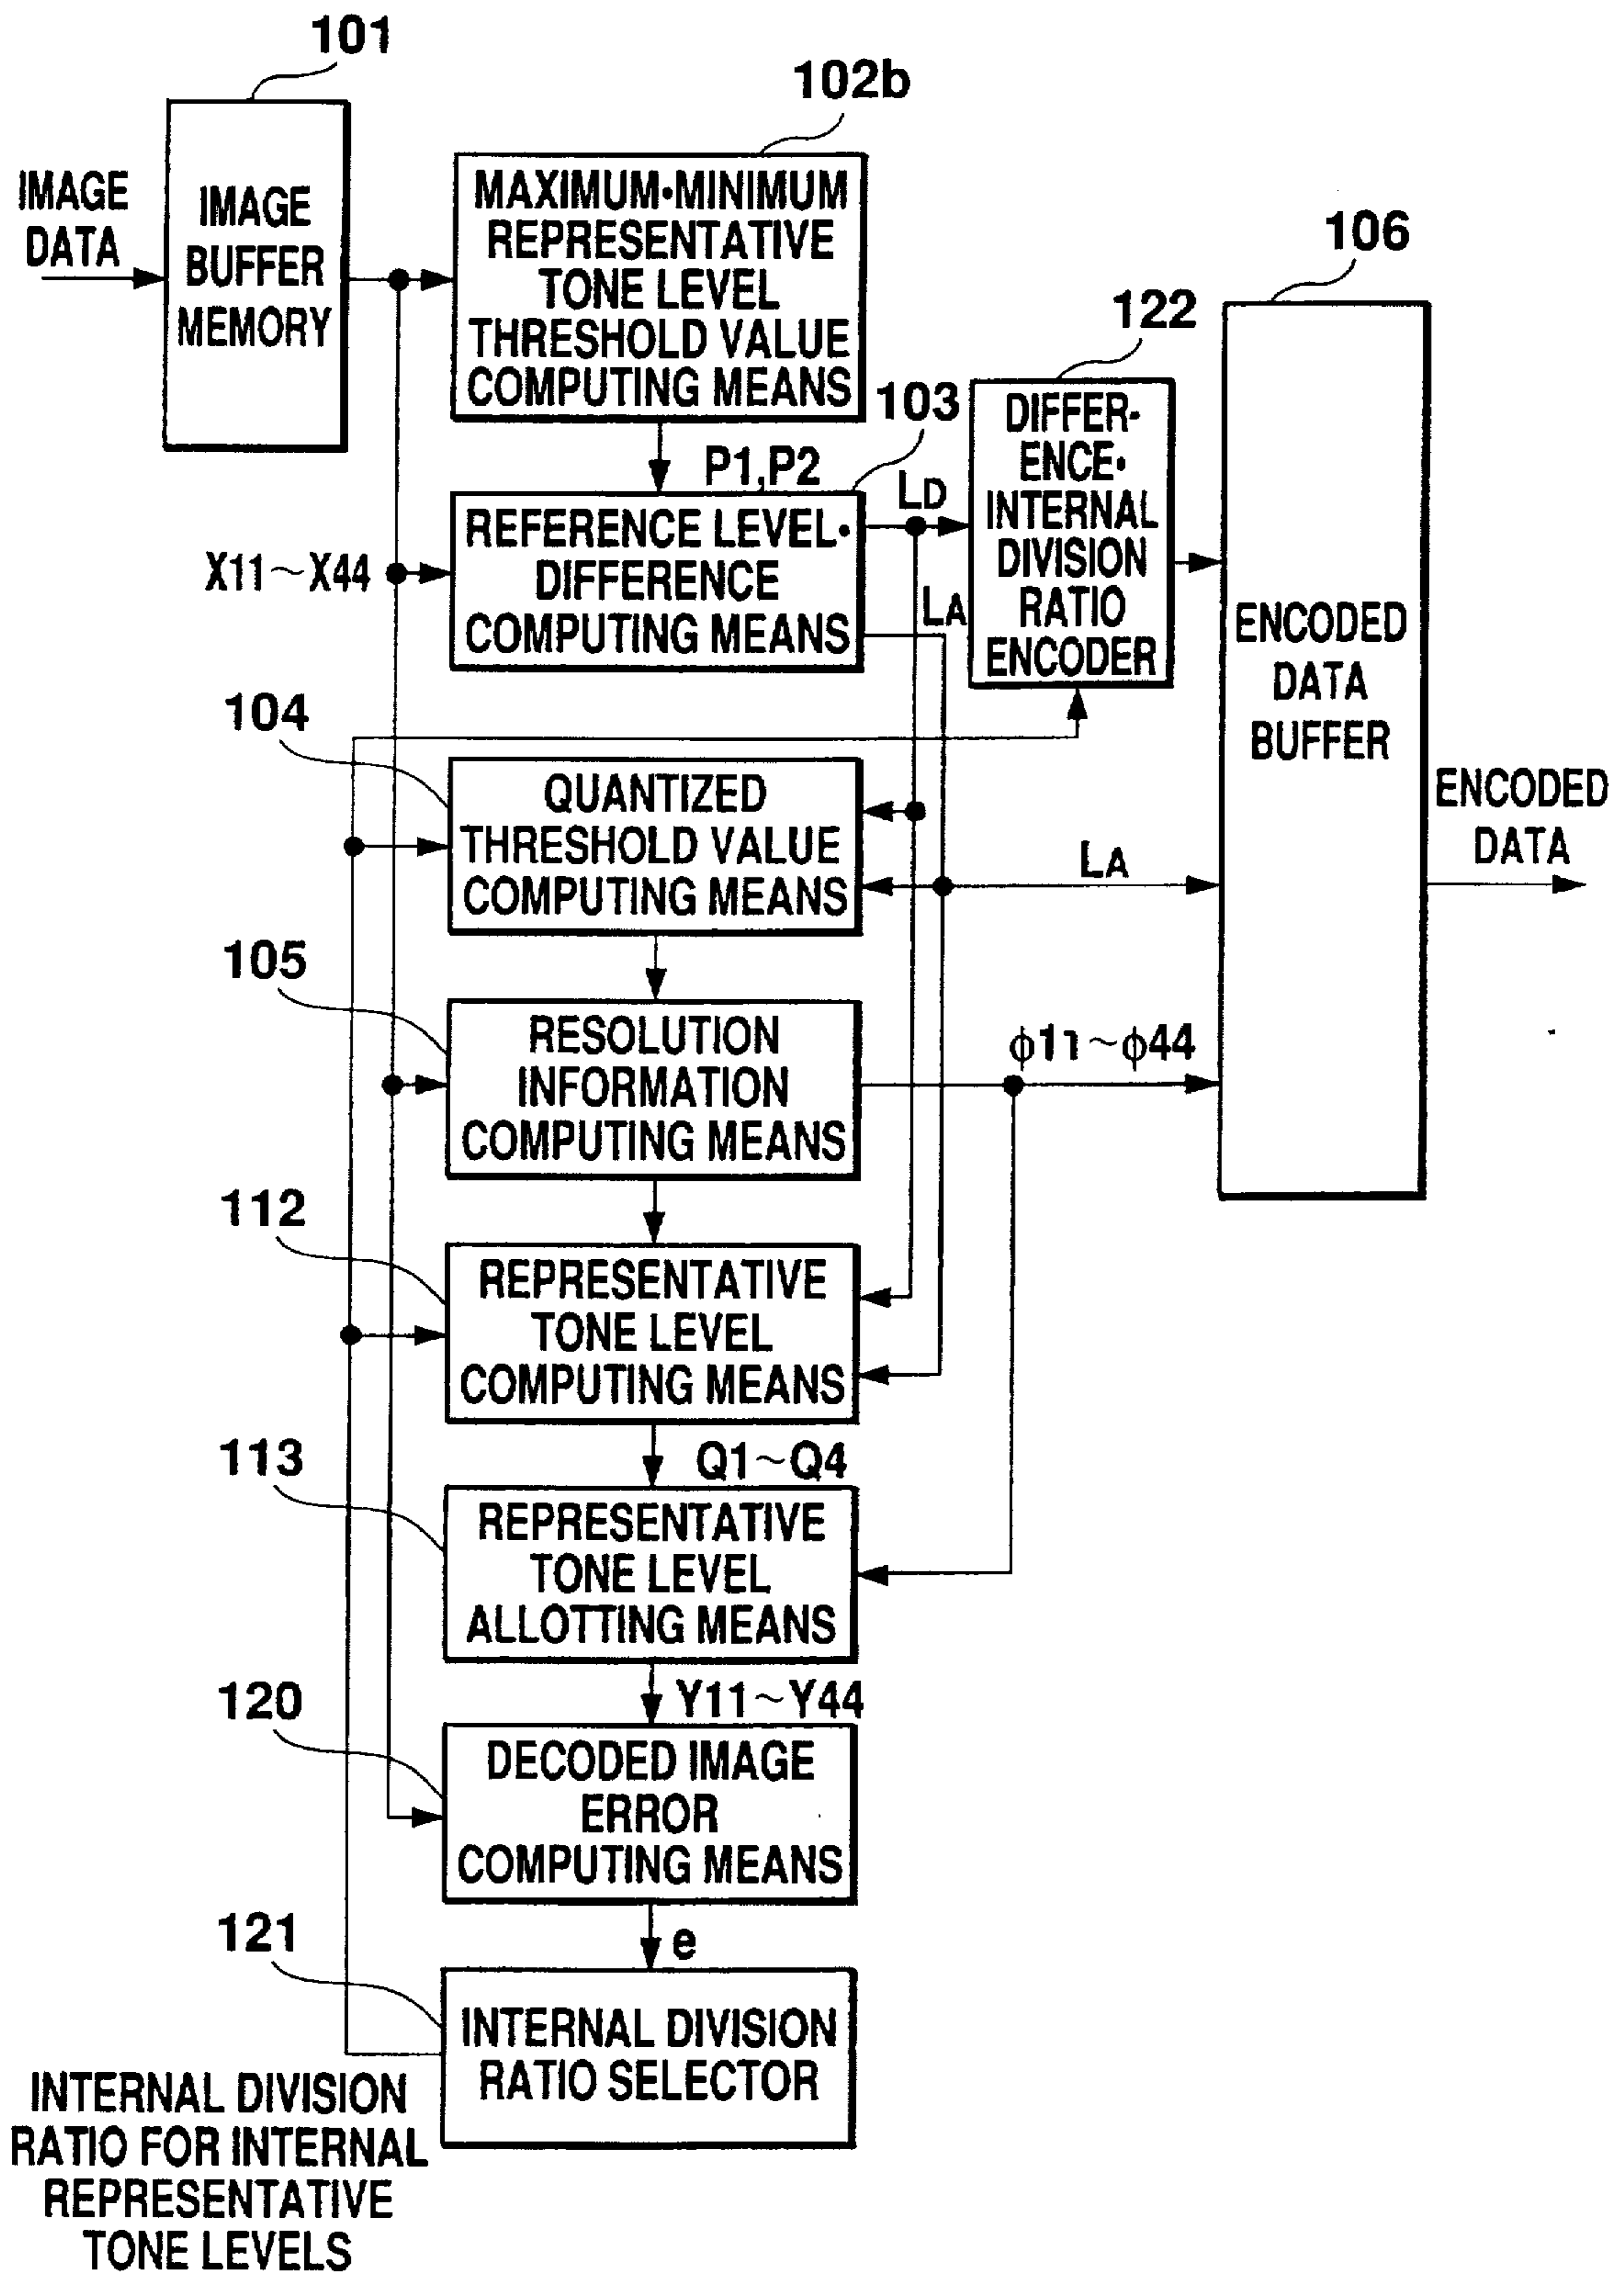 101
102b
IMAGE
DATA
IMAGE
BUFFER
MEMORY
MAXIMUM•MINIMUM
REPRESENTATIVE
TONE LEVEL
THRESHOLD VALUE
COMPUTING MEANS
106
122
103
P1,P2
LD
DIFFER-
ENCE•
INTERNAL
DIVISION
RATIO
ENCODER
X11~X44
REFERENCE LEVEL•
DIFFERENCE
COMPUTING MEANS
LA
ENCODED
DATA
BUFFER
104
QUANTIZED
THRESHOLD VALUE
COMPUTING MEANS
LA
ENCODED
DATA
105
RESOLUTION
INFORMATION
COMPUTING MEANS
ϕ11~ϕ44
112
REPRESENTATIVE
TONE LEVEL
COMPUTING MEANS
Q1~Q4
113
REPRESENTATIVE
TONE LEVEL
ALLOTTING MEANS
Y11~Y44
120
DECODED IMAGE
ERROR
COMPUTING MEANS
e
121
INTERNAL DIVISION
RATIO SELECTOR
INTERNAL DIVISION
RATIO FOR INTERNAL
REPRESENTATIVE
TONE LEVELS